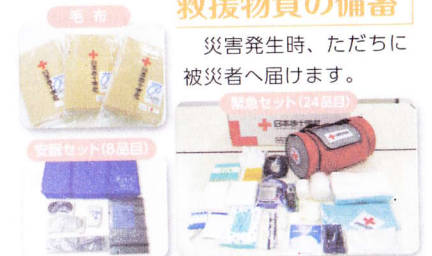 救援物資の備蓄
災害発生時、ただちに
被災者へ届けます。
毛布
緊急セット(24品目)
日本赤十字社
安眠セット(8品目)